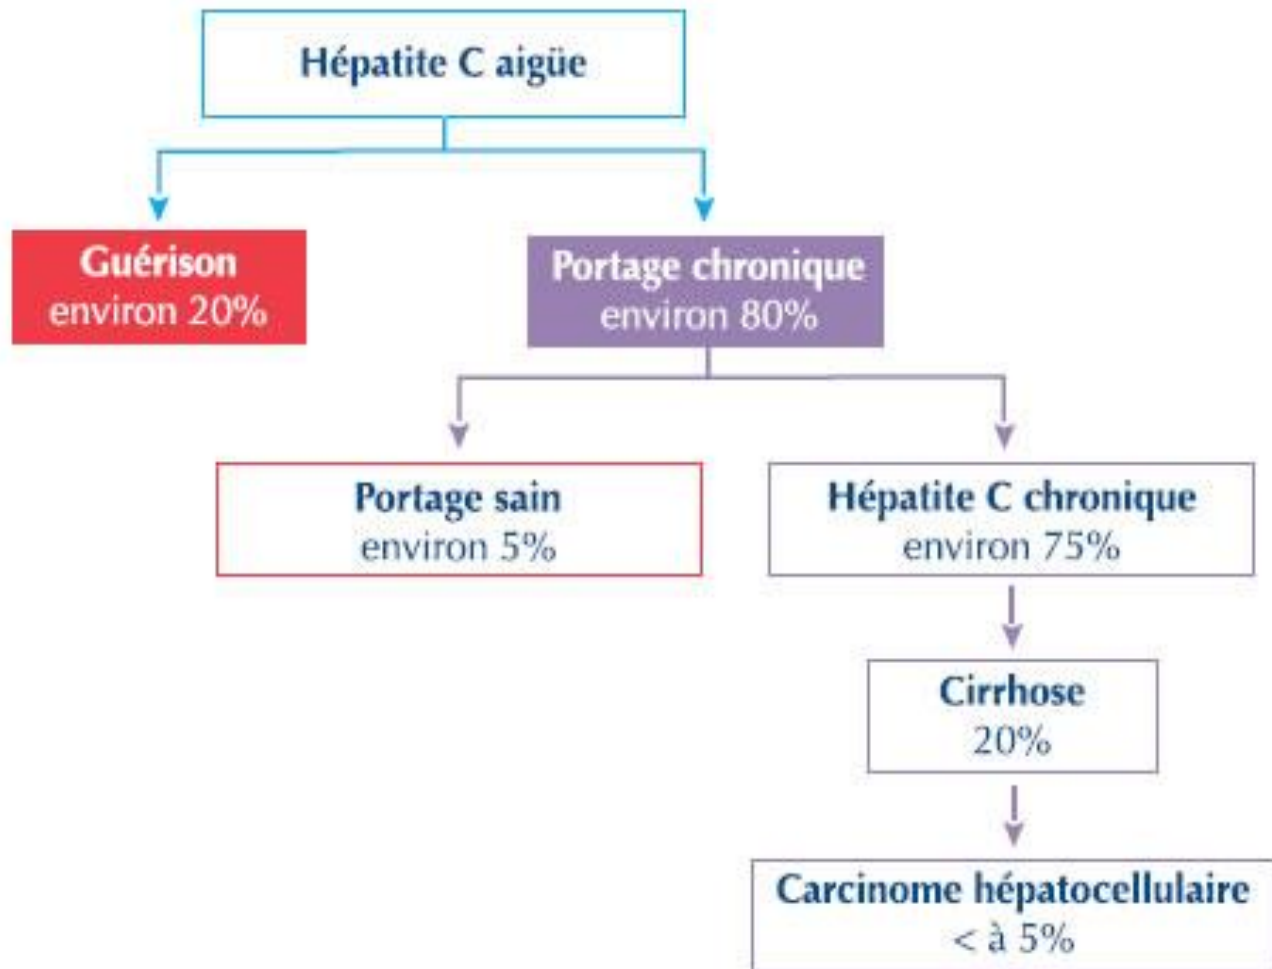 Hépatite C aigüe
Guérison
environ 20%
Portage chronique
environ 80%
Portage sain
environ 5%
Hépatite C chronique
environ 75%
Cirrhose
20%
Carcinome hépatocellulaire
< à 5%